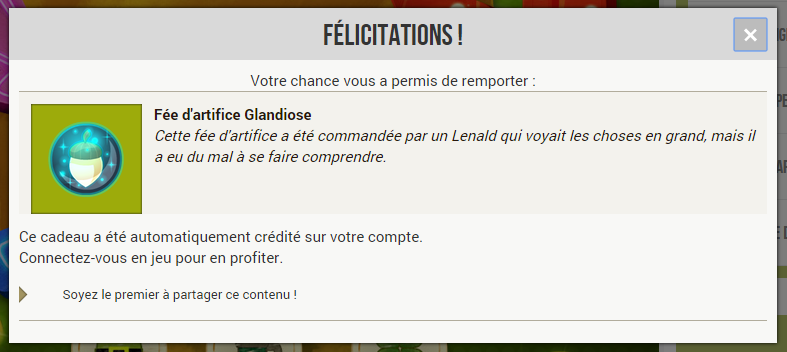 FÉLICITATIONS !
Votre chance vous a permis de remporter :
Fée d'artifice Glandiose
Cette fée d'artifice a été commandée par un Lenald qui voyait les choses en grand, mais il
a eu du mal à se faire comprendre.
Ce cadeau a été automatiquement crédité sur votre compte.
Connectez-vous en jeu pour en profiter.
Soyez le premier à partager ce contenu !